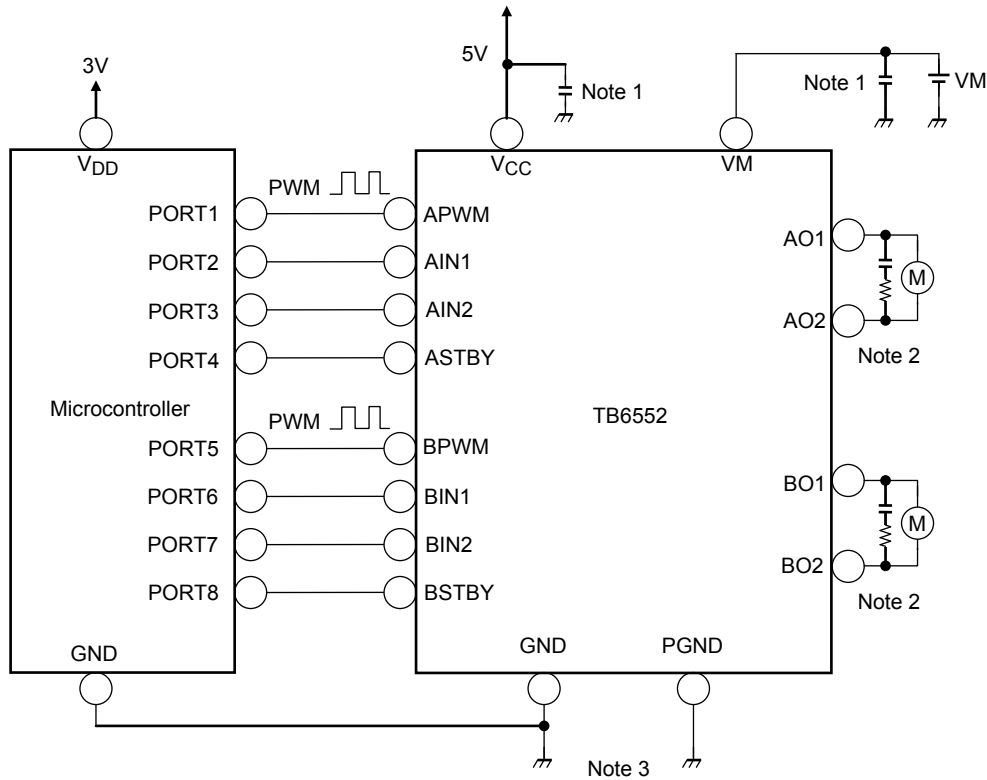 3V
5V
Note 1
Note 1
VM
VDD
VCC
VM
PWM
PORT1
APWM
PORT2
AIN1
PORT3
AIN2
PORT4
ASTBY
AO1
M
AO2
Note 2
Microcontroller
PWM
TB6552
PORT5
BPWM
PORT6
BIN1
PORT7
BIN2
PORT8
BSTBY
BO1
M
BO2
Note 2
GND
GND
PGND
Note 3